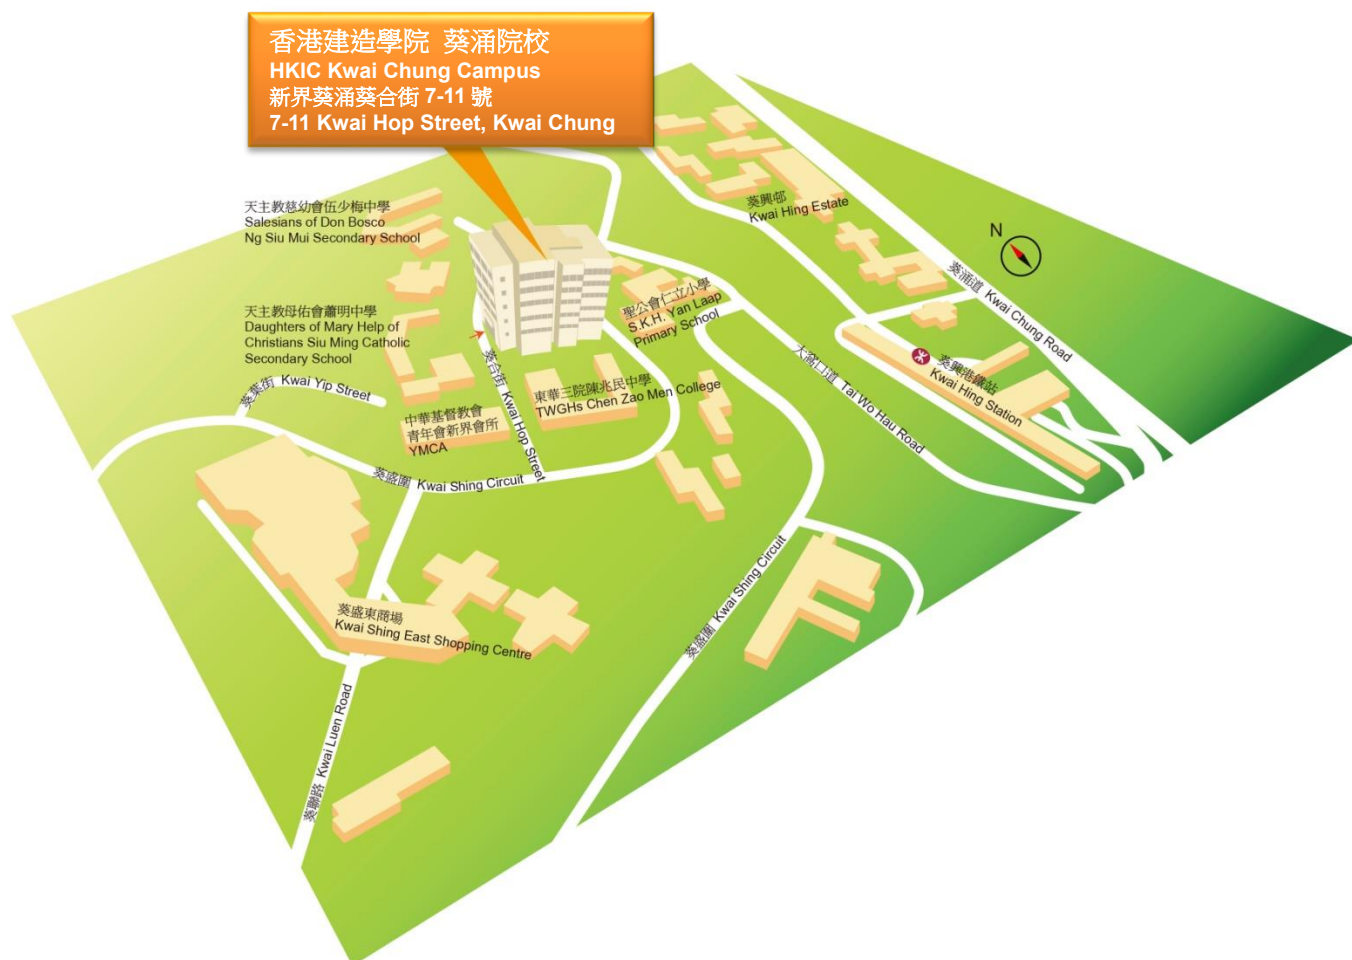 香港建造學院 葵涌院校
HKIC Kwai Chung Campus
新界葵涌葵合街 7-11 號
7-11 Kwai Hop Street, Kwai Chung
天主教慈幼會伍少梅中學
Salesians of Don Bosco
Ng Siu Mui Secondary School
葵興邨
Kwai Hing Estate
N
葵涌道 Kwai Chung Road
聖公會仁立小學
S.K.H. Yan Laap
Primary School
天主教母佑會蕭明中學
Daughters of Mary Help of
Christians Siu Ming Catholic
Secondary School
葵興港鐵站
Kwai Hing Station
大窩口道 Tai Wo Hau Road
葵葉街 Kwai Yip Street
葵合街 Kwai Hop Street
東華三院陳兆民中學
TWGHs Chen Zao Men College
中華基督教會
青年會新界會所
YMCA
葵盛圍 Kwai Shing Circuit
葵盛圍 Kwai Shing Circuit
葵盛東商場
Kwai Shing East Shopping Centre
葵聯路 Kwai Luen Road